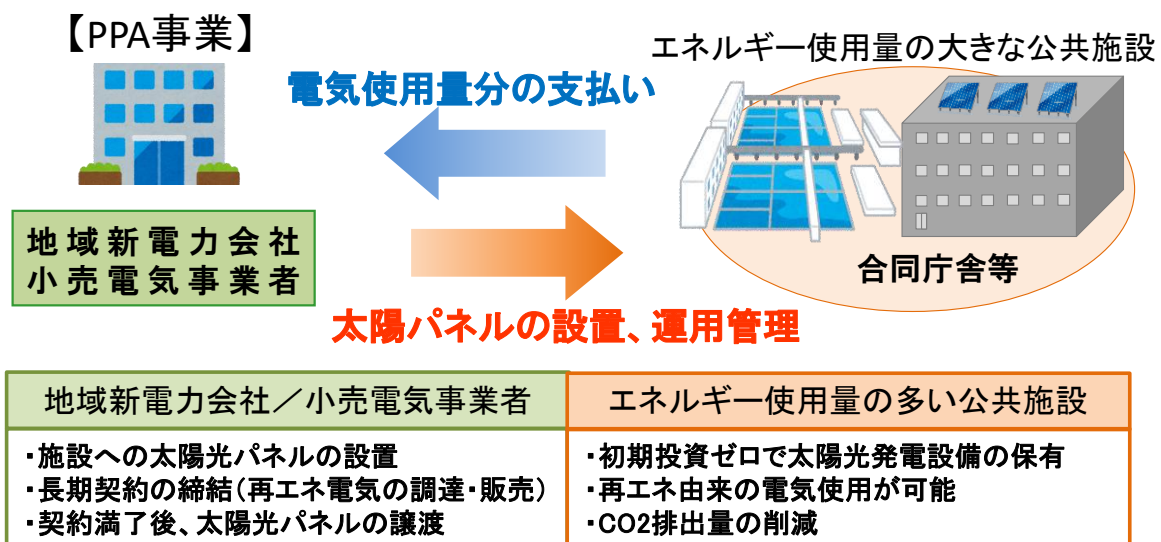 【PPA事業】
エネルギー使用量の大きな公共施設
電気使用量分の支払い
地域新電力会社
小売電気事業者
合同庁舎等
太陽パネルの設置、運用管理
地域新電力会社／小売電気事業者
エネルギー使用量の多い公共施設
・施設への太陽光パネルの設置
・長期契約の締結（再エネ電気の調達・販売）
・契約満了後、太陽光パネルの譲渡
・初期投資ゼロで太陽光発電設備の保有
・再エネ由来の電気使用が可能
・CO2排出量の削減